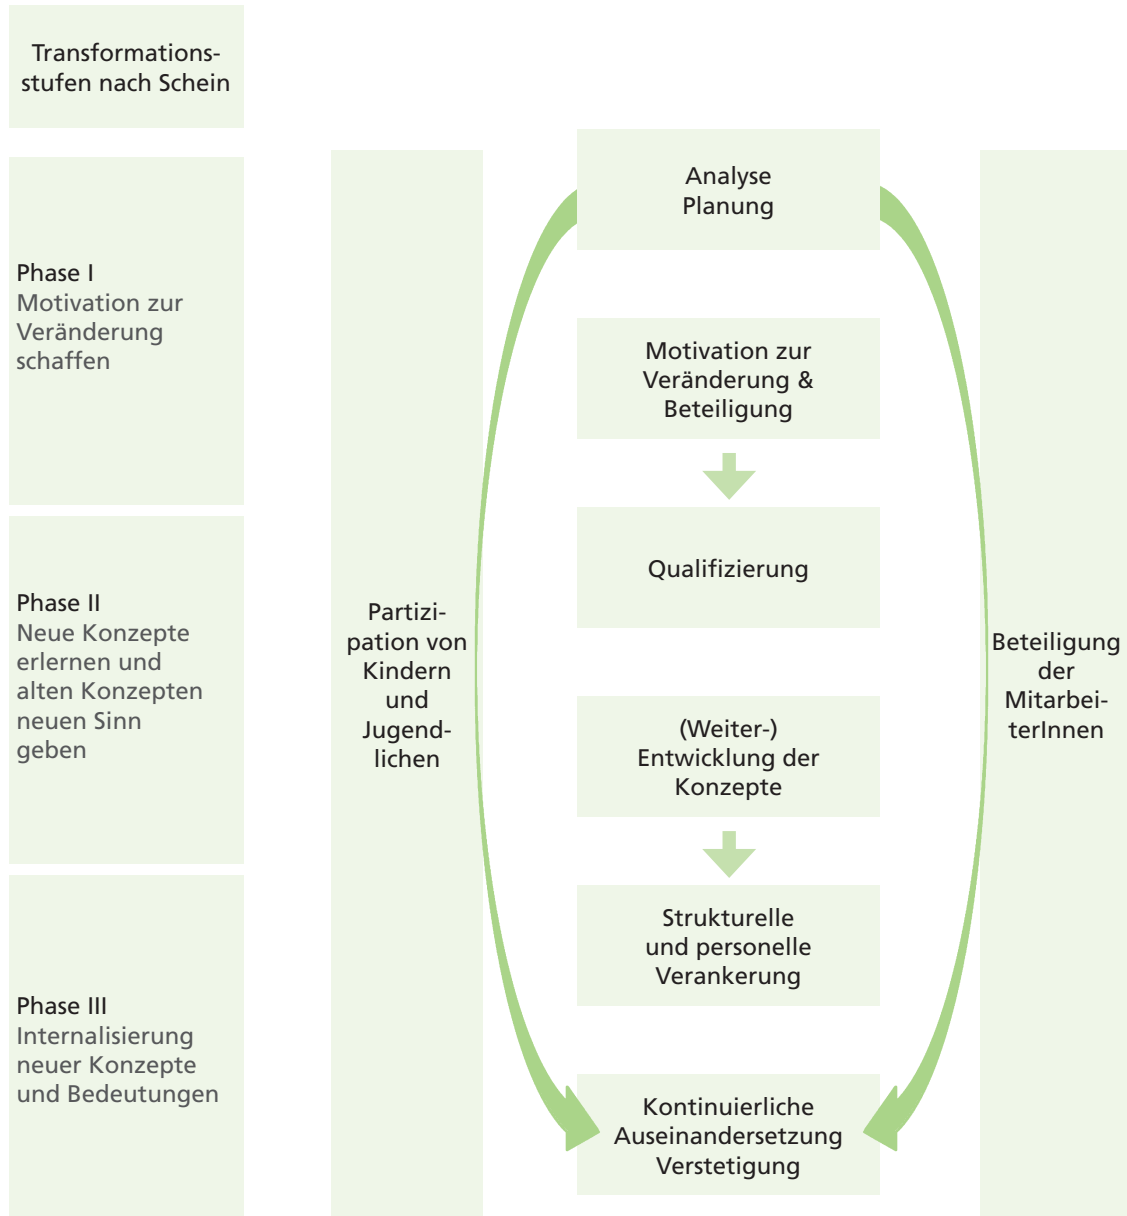 Transformations-
stufen nach Schein
Phase I
Motivation zur
Veränderung
schaffen
Phase II
Neue Konzepte
erlernen und
alten Konzepten
neuen Sinn
geben
Phase III
Internalisierung
neuer Konzepte
und Bedeutungen
Partizi-
pation von
Kindern
und
Jugend-
lichen
Analyse
Planung
Motivation zur
Veränderung &
Beteiligung
Qualifizierung
(Weiter-)
Entwicklung der
Konzepte
Strukturelle
und personelle
Verankerung
Kontinuierliche
Auseinandersetzung
Verstetigung
Beteiligung
der
Mitarbei-
terInnen